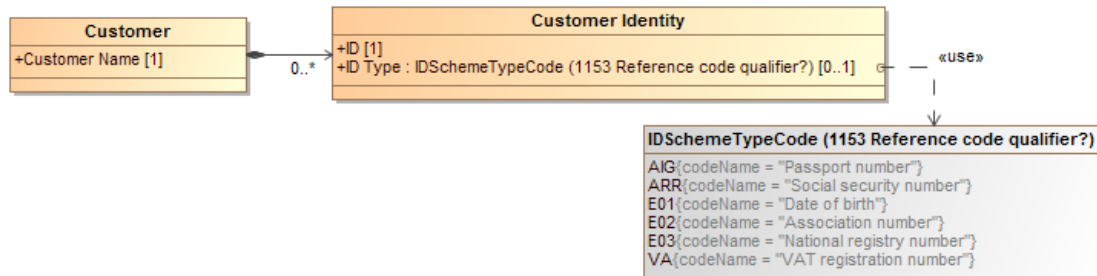 Customer
+Customer Name [1]
0..*
Customer Identity
+ID [1]
+ID Type : IDSchemeTypeCode (1153 Reference code qualifier?) [0..1]
«use»
IDSchemeTypeCode (1153 Reference code qualifier?)
AIG{codeName = "Passport number"}
ARR{codeName = "Social security number"}
E01{codeName = "Date of birth"}
E02{codeName = "Association number"}
E03{codeName = "National registry number"}
VA{codeName = "VAT registration number"}